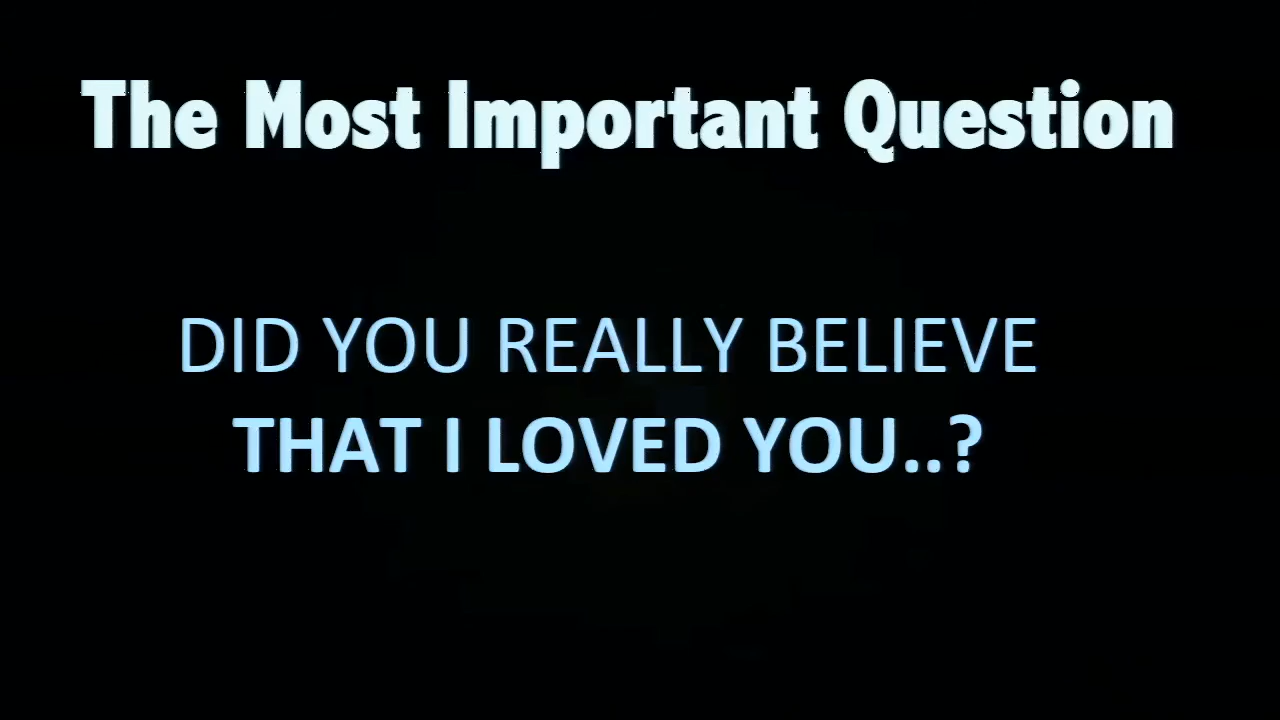 The Most Important Question
DID YOU REALLY BELIEVE
THAT I LOVED YOU..?